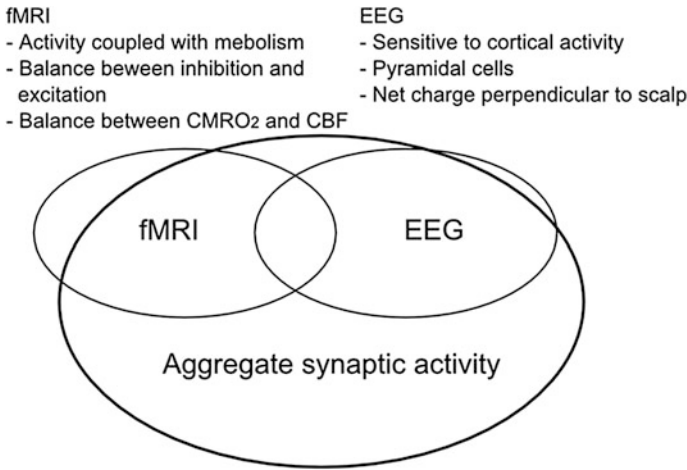 fMRI
- Activity coupled with mebolism
- Balance beween inhibition and
excitation
- Balance between CMRO2 and CBF
EEG
- Sensitive to cortical activity
- Pyramidal cells
- Net charge perpendicular to scalp
fMRI
EEG
Aggregate synaptic activity